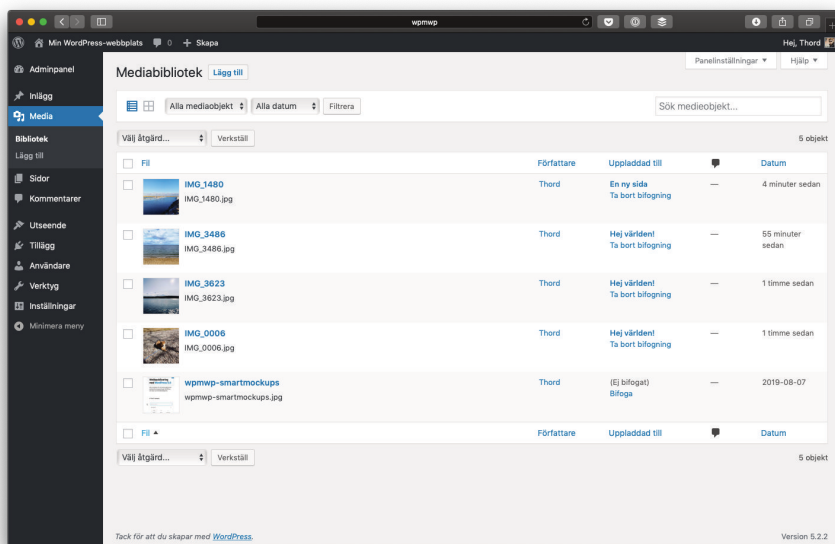 wpmwp
Min WordPress-webbplats 0 + Skapa Hej, Thord
Adminpanel
Inlägg
Media
Bibliotek
Lägg till
Sidor
Kommentarer
Utseende
Tillägg
Användare
Verktyg
Inställningar
Minimera meny
Panelinställningar ▼ Hjälp ▼
Mediabibliotek Lägg till
Alla mediaobjekt Alla datum Filtrera Sök medieobjekt...
Välj åtgärd... Verkställ 5 objekt
Fil Författare Uppladdad till Datum
IMG_1480 Thord En ny sida — 4 minuter sedan
IMG_1480.jpg Ta bort bifogning
IMG_3486 Thord Hej världen! — 55 minuter
IMG_3486.jpg Ta bort bifogning sedan
IMG_3623 Thord Hej världen! — 1 timme sedan
IMG_3623.jpg Ta bort bifogning
IMG_0006 Thord Hej världen! — 1 timme sedan
IMG_0006.jpg Ta bort bifogning
wpmwp-smartmockups Thord (Ej bifogat) — 2019-08-07
wpmwp-smartmockups.jpg Bifoga
Fil ▲ Författare Uppladdad till Datum
Välj åtgärd... Verkställ 5 objekt
Tack för att du skapar med WordPress. Version 5.2.2